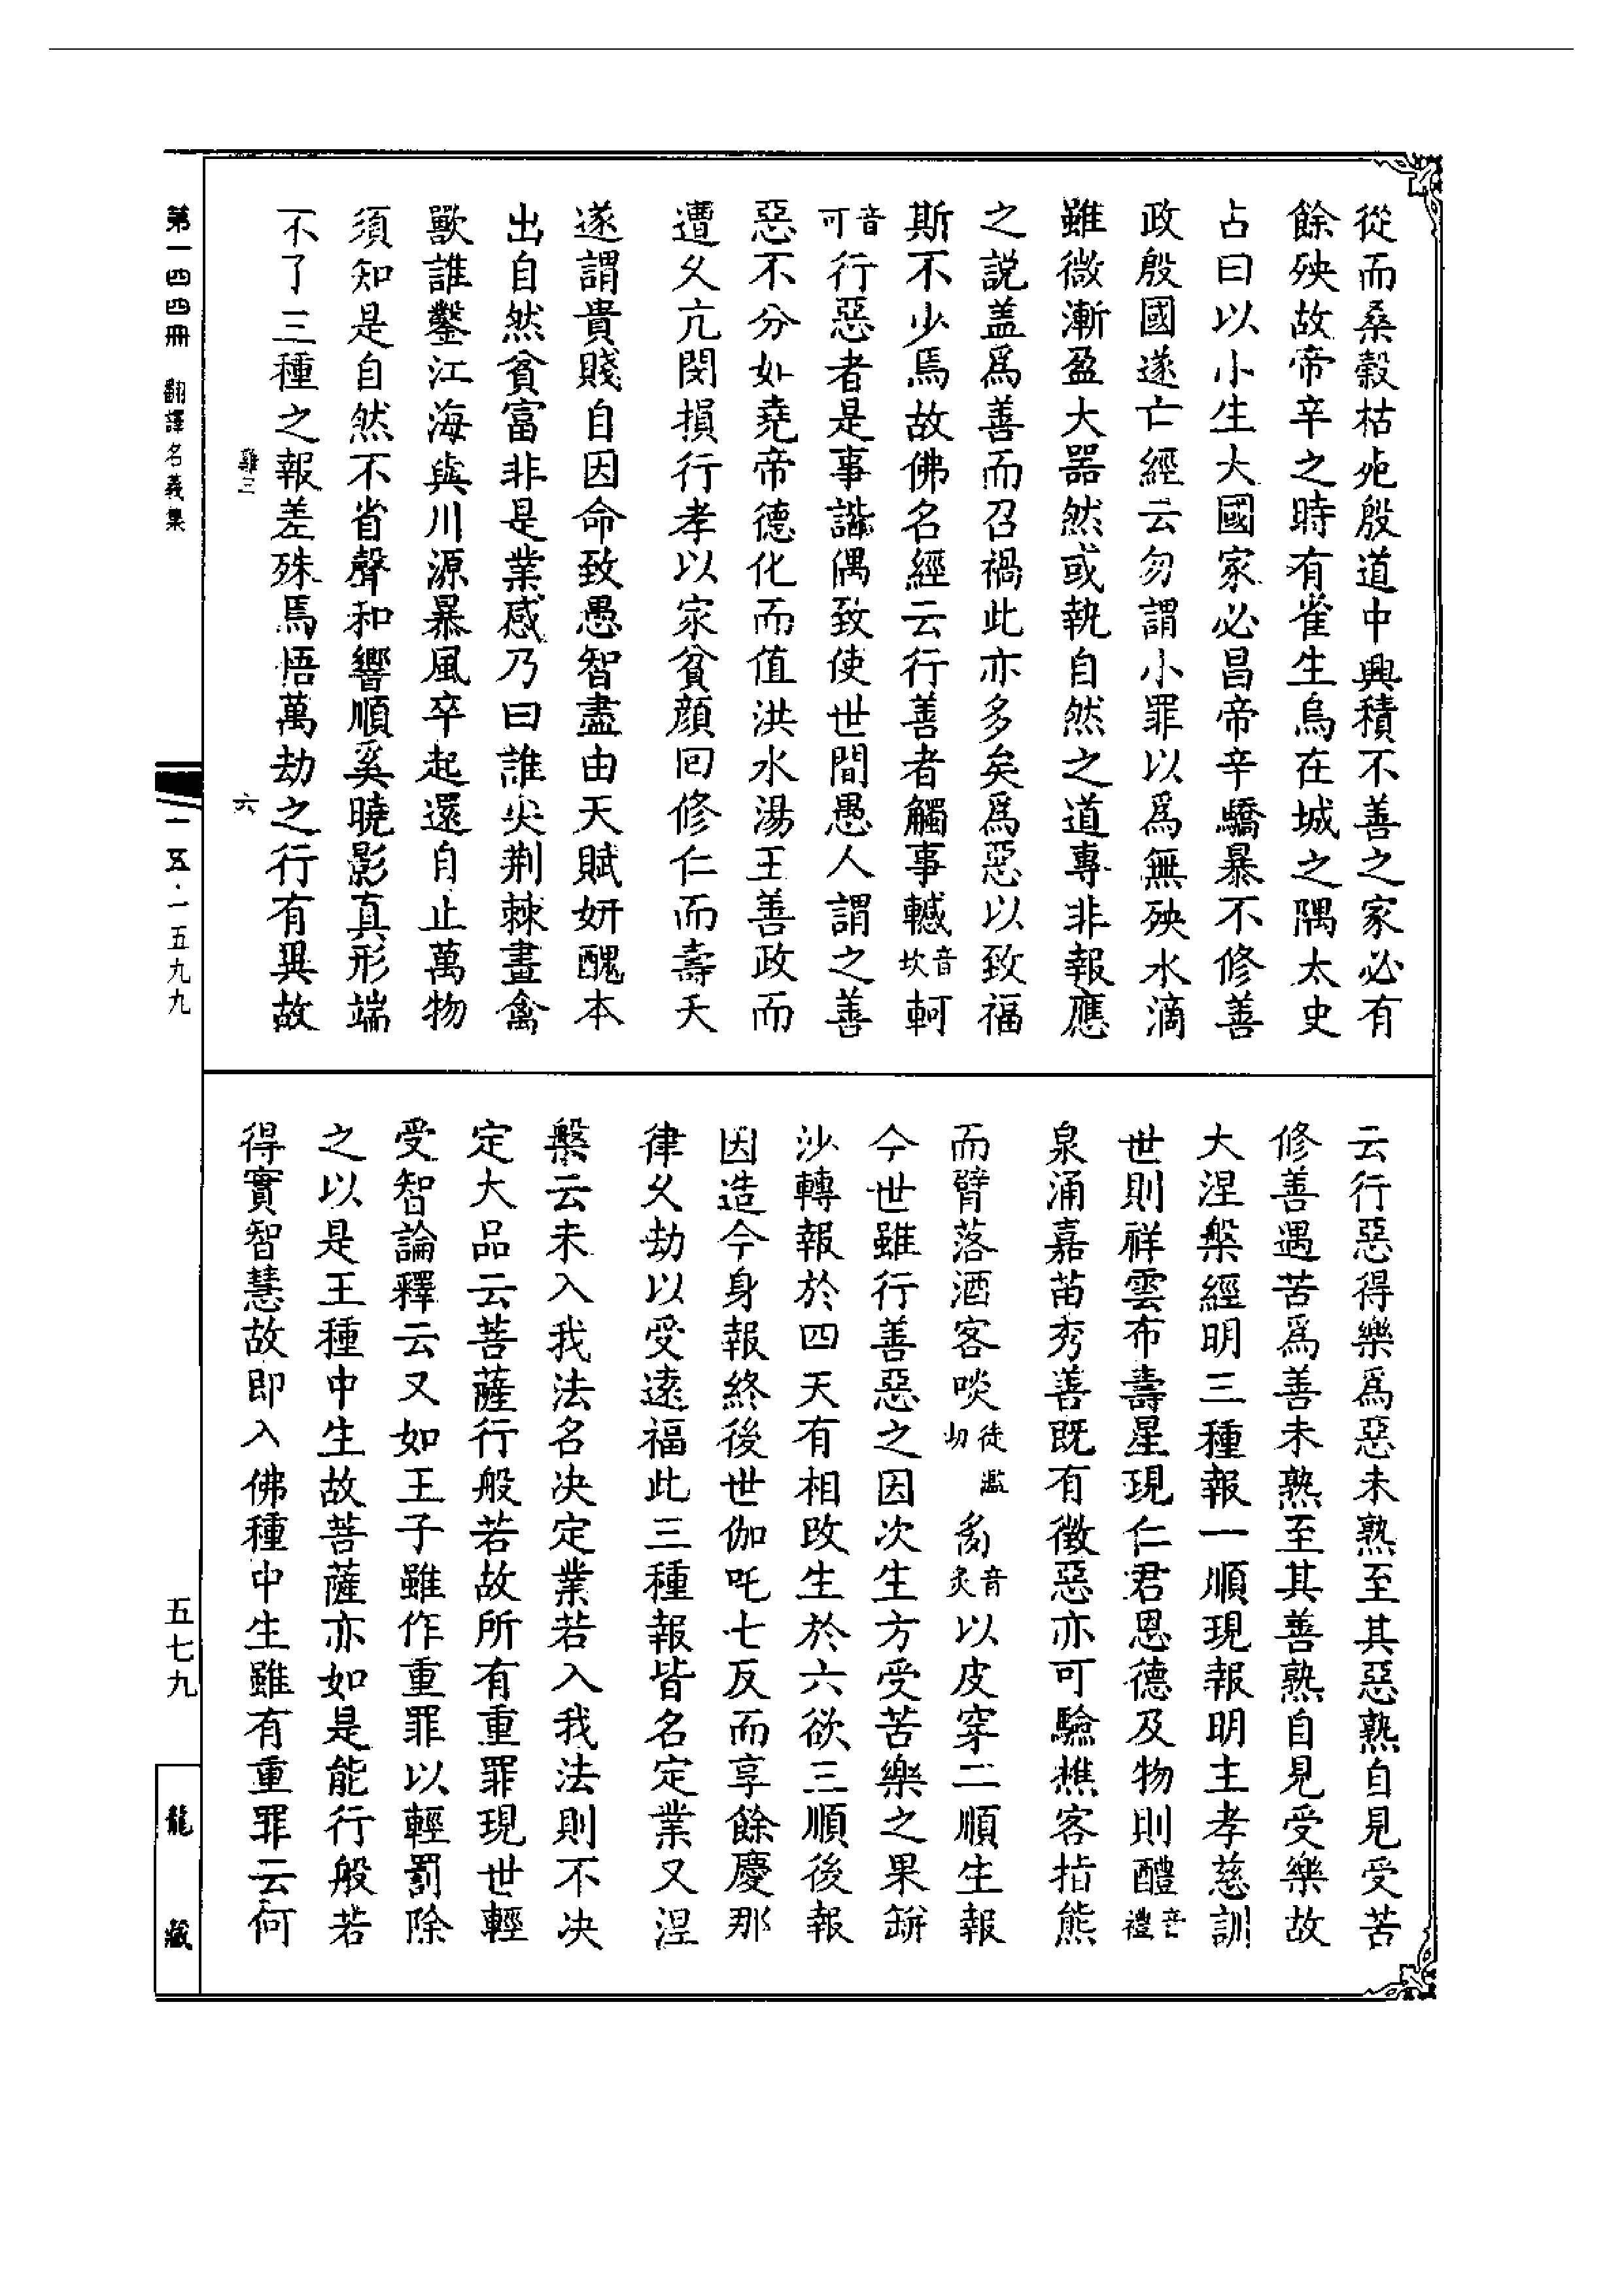 從而桑穀枯死殷道中興積不善之家必有
餘殃故帝辛之時有雀生烏在城之隅太史
占曰以小生大國家必昌帝辛驕暴不修善
政殷國遂亡經云勿謂小罪以爲無殃水滴
雖微漸盈大器然或執自然之道專非報應
之説盖爲善而召禍此亦多矣爲惡以致福
斯不少焉故佛名經云行善者觸事轗音坎軻
音可行惡者是事諧偶致使世間愚人謂之善
惡不分如堯帝德化而值洪水湯王善政而
遭久亢閔損行孝以家貧顔回修仁而壽夭
遂謂貴賤自因命致愚智盡由天賦妍醜本
出自然貧富非是業感乃曰誰尖荆棘畫禽
獸誰鑿江海與川源暴風卒起還自止萬物
須知是自然不省聲和響順奚曉影真形端
不了三種之報差殊焉悟萬劫之行有異故
云行惡得樂爲惡未熟至其惡熟自見受苦
修善遇苦爲善未熟至其善熟自見受樂故
大涅槃經明三種報一順現報明主孝慈訓
世則祥雲布壽星現仁君恩德及物則醴音禮
泉涌嘉苗秀善既有徵惡亦可驗樵客指熊
而臂落酒客啖徒濫切𦞦音炙以皮穿二順生報
今世雖行善惡之因次生方受苦樂之果缾
沙轉報於四天有相改生於六欲三順後報
因造今身報終後世伽吒七反而享餘慶那
律久劫以受遠福此三種報皆名定業又涅
槃云未入我法名决定業若入我法則不决
定大品云菩薩行般若故所有重罪現世輕
受智論釋云又如王子雖作重罪以輕罰除
之以是王種中生故菩薩亦如是能行般若
得實智慧故即入佛種中生雖有重罪云何
第一四四冊
翻譯名義集
雞三
六
一五·一五九九
五七九
龍藏